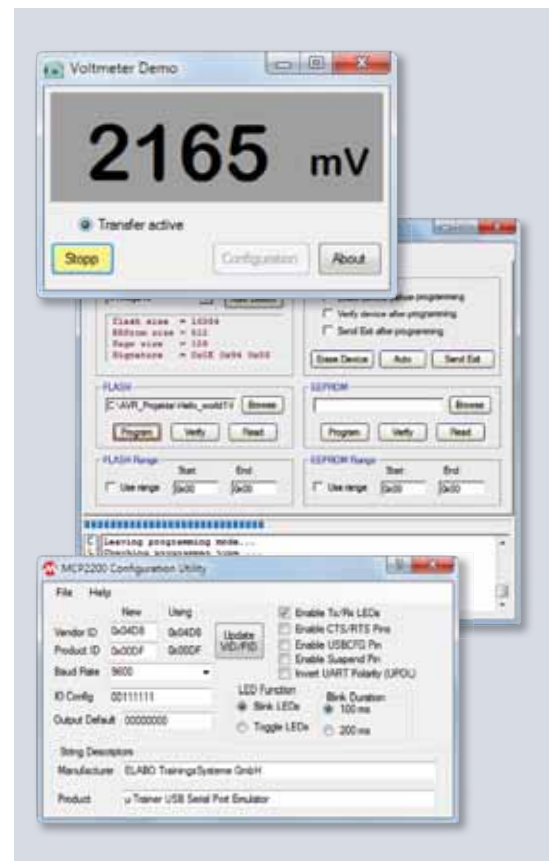 Voltmeter Demo
2165 mV
Transfer active
Stopp Configuration About
programming
Verify device after programming
Send Exit after programming
Flash size = 16384
EEProm size = 512
Page size = 128
Signature = 0x1E 0x94
Erase Device Auto Send Exit
FLASH EEPROM
Browse Browse
Program Verify Read Program Verify Read
FLASH Range EEPROM Range
Start End Start End
Use range 0x00 0x00 Use range 0x00 0x00
Leaving programming mode...
MCP2200 Configuration Utility
File Help
New Using Enable Tx/Rx LEDs
Vendor ID 0x04D8 0x04D8 Update VID/PID Enable CTS/RTS Pins
Product ID 0x00DF 0x00DF Enable USBCFG Pin
Enable Suspend Pin
Baud Rate 9600 Invert UART Polarity (UPOL)
IO Config 00111111 LED Function Blink Duration
Blink LEDs 100 ms
Output Default 00000000 Toggle LEDs 200 ms
String Descriptors
Manufacturer ELABO TrainingsSysteme GmbH
Product µ Trainer USB Serial Port Emulator